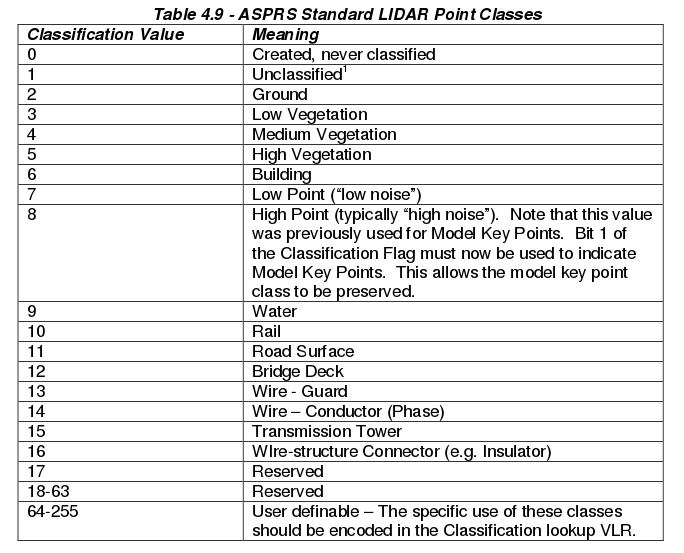 Table 4.9 - ASPRS Standard LIDAR Point Classes
Classification Value Meaning
0 Created, never classified
1 Unclassified1
2 Ground
3 Low Vegetation
4 Medium Vegetation
5 High Vegetation
6 Building
7 Low Point (“low noise”)
8 High Point (typically “high noise”). Note that this value
was previously used for Model Key Points. Bit 1 of
the Classification Flag must now be used to indicate
Model Key Points. This allows the model key point
class to be preserved.
9 Water
10 Rail
11 Road Surface
12 Bridge Deck
13 Wire - Guard
14 Wire – Conductor (Phase)
15 Transmission Tower
16 WIre-structure Connector (e.g. Insulator)
17 Reserved
18-63 Reserved
64-255 User definable – The specific use of these classes
should be encoded in the Classification lookup VLR.